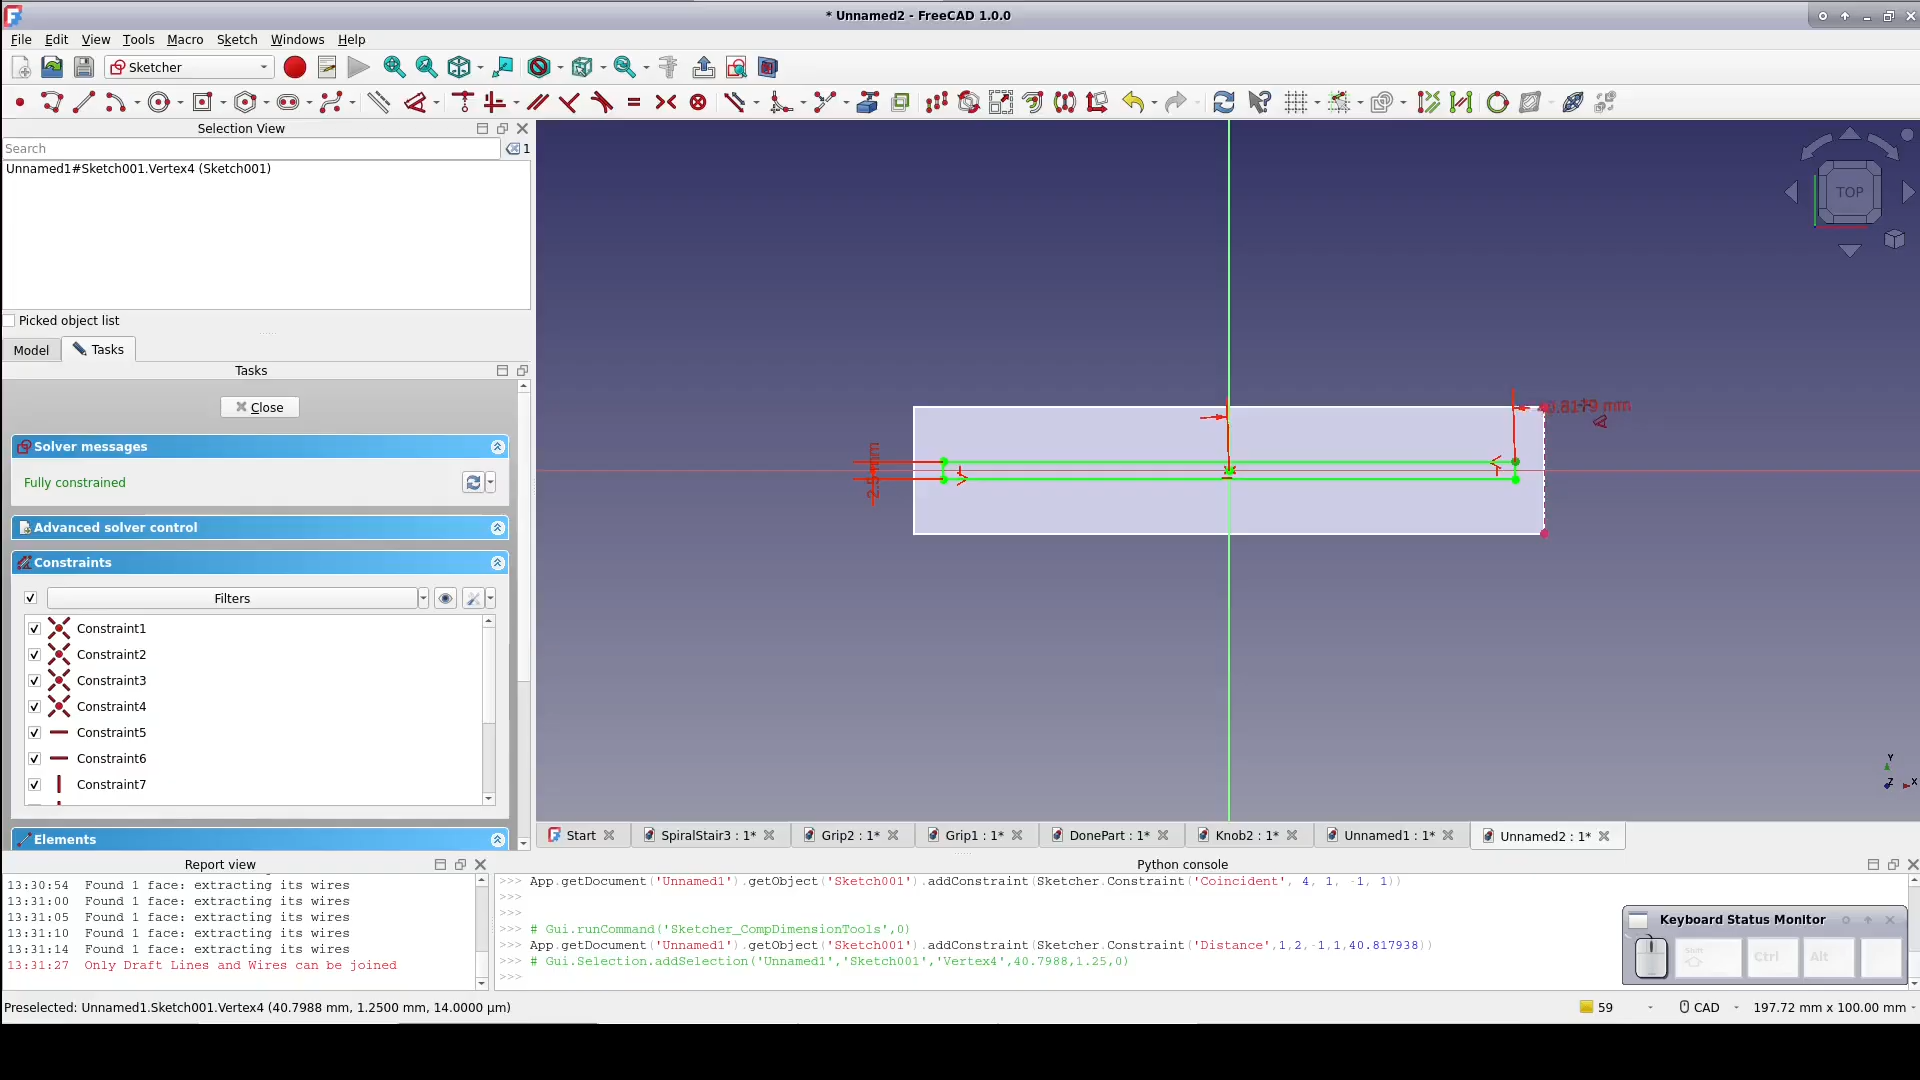 * Unnamed2 - FreeCAD 1.0.0
File Edit View Tools Macro Sketch Windows Help
Sketcher
Selection View
Search
1
Unnamed1#Sketch001.Vertex4 (Sketch001)
Picked object list
Model Tasks
Tasks
Close
Solver messages
Fully constrained
Advanced solver control
Constraints
Filters
Constraint1
Constraint2
Constraint3
Constraint4
Constraint5
Constraint6
Constraint7
Elements
TOP
2.5 mm
40.8179 mm
Y
Z X
Start SpiralStair3 : 1* Grip2 : 1* Grip1 : 1* DonePart : 1* Knob2 : 1* Unnamed1 : 1* Unnamed2 : 1*
Report view
13:30:54 Found 1 face: extracting its wires
13:31:00 Found 1 face: extracting its wires
13:31:05 Found 1 face: extracting its wires
13:31:10 Found 1 face: extracting its wires
13:31:14 Found 1 face: extracting its wires
13:31:27 Only Draft Lines and Wires can be joined
Python console
>>> App.getDocument('Unnamed1').getObject('Sketch001').addConstraint(Sketcher.Constraint('Coincident', 4, 1, -1, 1))
>>>
>>>
>>> # Gui.runCommand('Sketcher_CompDimensionTools',0)
>>> App.getDocument('Unnamed1').getObject('Sketch001').addConstraint(Sketcher.Constraint('Distance',1,2,-1,1,40.817938))
>>> # Gui.Selection.addSelection('Unnamed1','Sketch001','Vertex4',40.7988,1.25,0)
>>>
Keyboard Status Monitor
Shift Ctrl Alt
Preselected: Unnamed1.Sketch001.Vertex4 (40.7988 mm, 1.2500 mm, 14.0000 µm)
59
CAD
197.72 mm x 100.00 mm